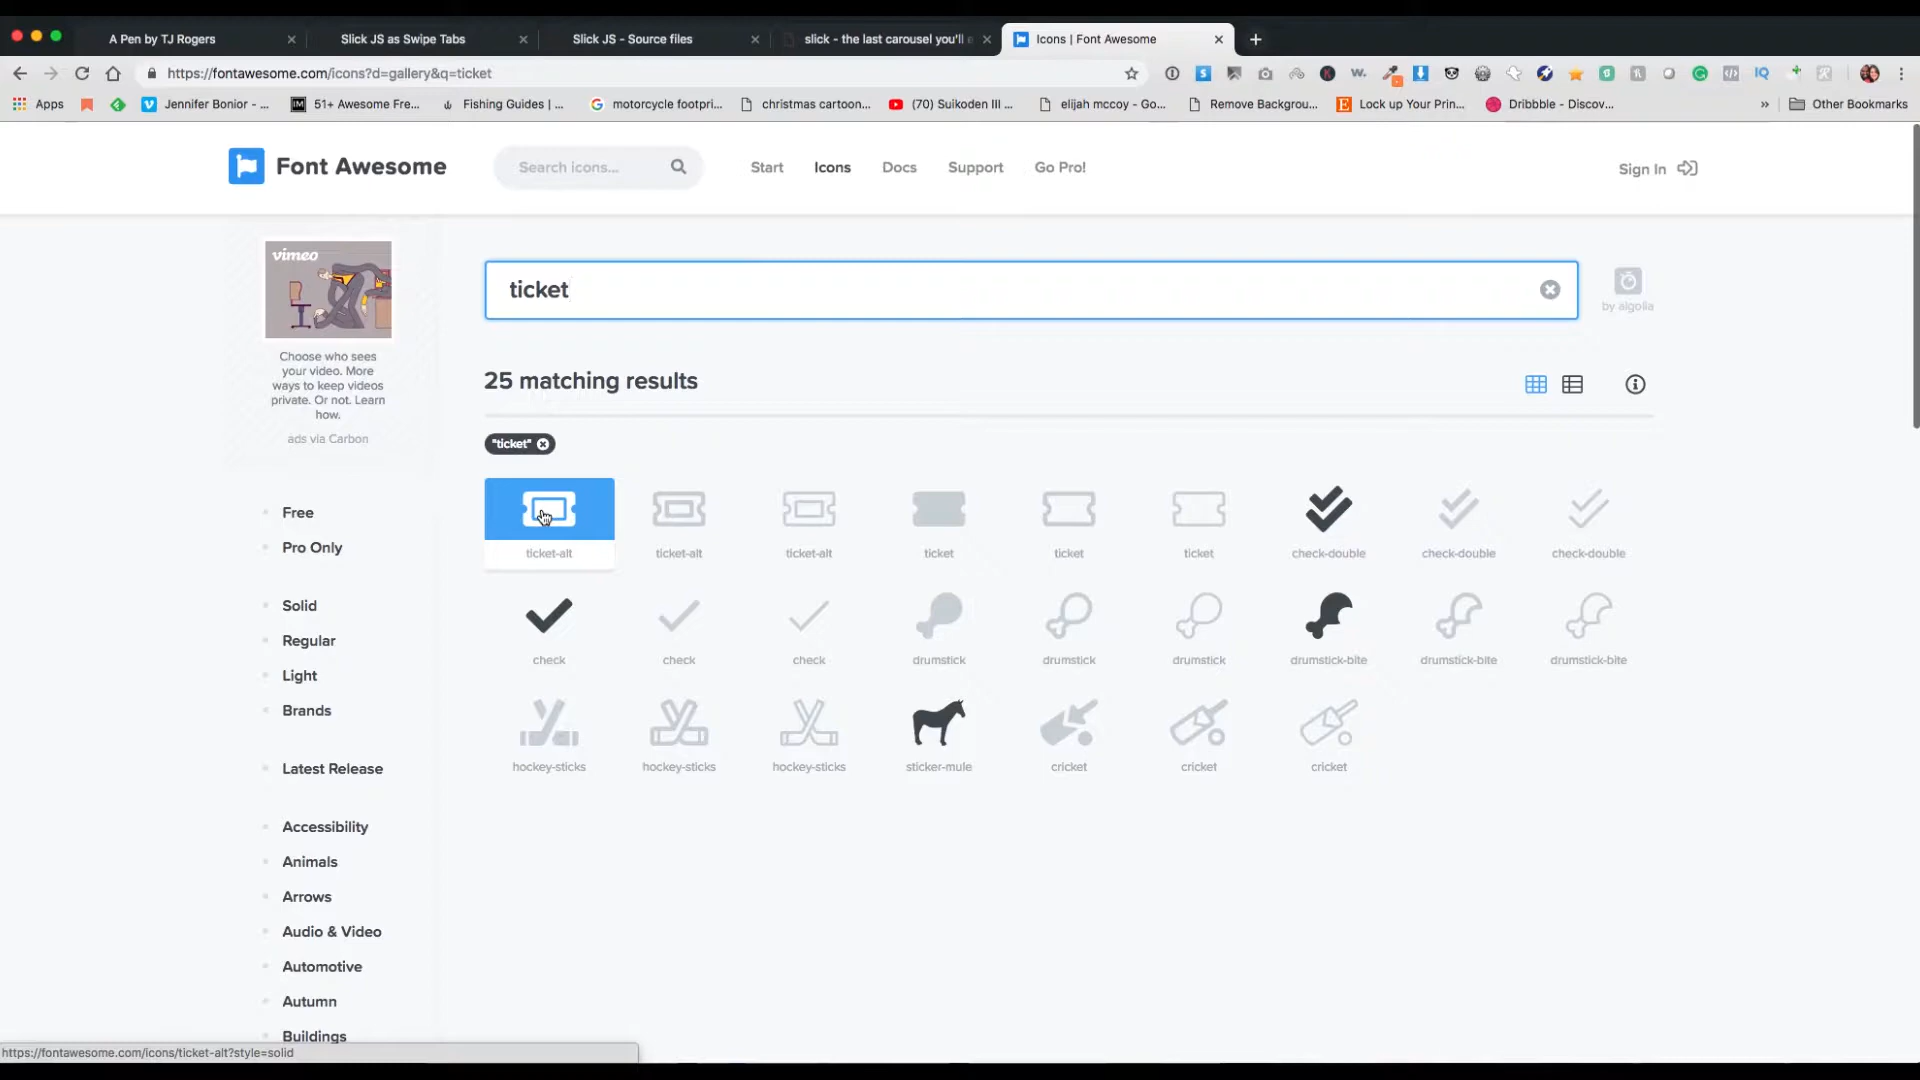 A Pen by TJ Rogers
Slick JS as Swipe Tabs
Slick JS - Source files
slick - the last carousel you'll
Icons | Font Awesome
https://fontawesome.com/icons?d=gallery&q=ticket
Apps
Jennifer Bonior - ...
51+ Awesome Fre...
Fishing Guides | ...
motorcycle footpri...
christmas cartoon...
(70) Suikoden III ...
elijah mccoy - Go...
Remove Backgrou...
Lock up Your Prin...
Dribbble - Discov...
»
Other Bookmarks
Font Awesome
Search icons...
Start
Icons
Docs
Support
Go Pro!
Sign In
vimeo
Choose who sees
your video. More
ways to keep videos
private. Or not. Learn
how.
ads via Carbon
ticket
by algolia
25 matching results
"ticket"
ticket-alt
ticket-alt
ticket-alt
ticket
ticket
ticket
check-double
check-double
check-double
check
check
check
drumstick
drumstick
drumstick
drumstick-bite
drumstick-bite
drumstick-bite
hockey-sticks
hockey-sticks
hockey-sticks
sticker-mule
cricket
cricket
cricket
Free
Pro Only
Solid
Regular
Light
Brands
Latest Release
Accessibility
Animals
Arrows
Audio & Video
Automotive
Autumn
Buildings
https://fontawesome.com/icons/ticket-alt?style=solid